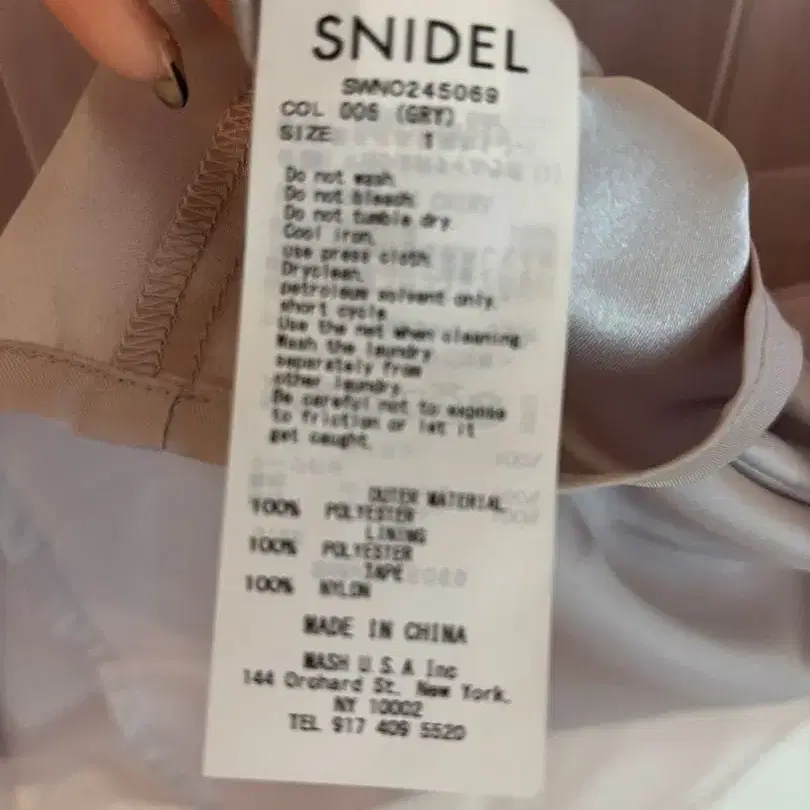 SNIDEL
SWNO245069
COL 006 (GRY)
SIZE 1
Do not wash.
Do not bleach.
Do not tumble dry.
Cool iron.
use press cloth.
Dryclean.
petroleum solvent only.
short cycle
Use the net when cleaning.
Wash the laundry
separately from
other laundry.
Be careful not to expose
to friction or let it
get caught.
OUTER MATERIAL
100% POLYESTER
LINING
100% POLYESTER
TAPE
100% NYLON
MADE IN CHINA
MASH U.S.A Inc
144 Orchard St. New York.
NY 10002
TEL 917 409 5520